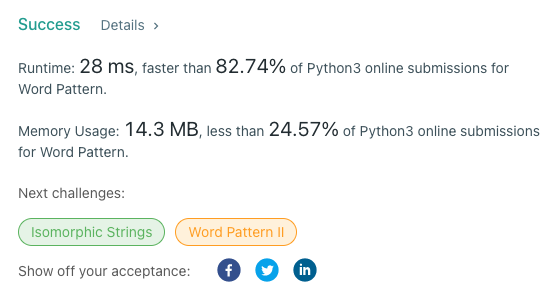 Success Details >
Runtime: 28 ms, faster than 82.74% of Python3 online submissions for
Word Pattern.
Memory Usage: 14.3 MB, less than 24.57% of Python3 online submissions
for Word Pattern.
Next challenges:
Isomorphic Strings Word Pattern II
Show off your acceptance: f in